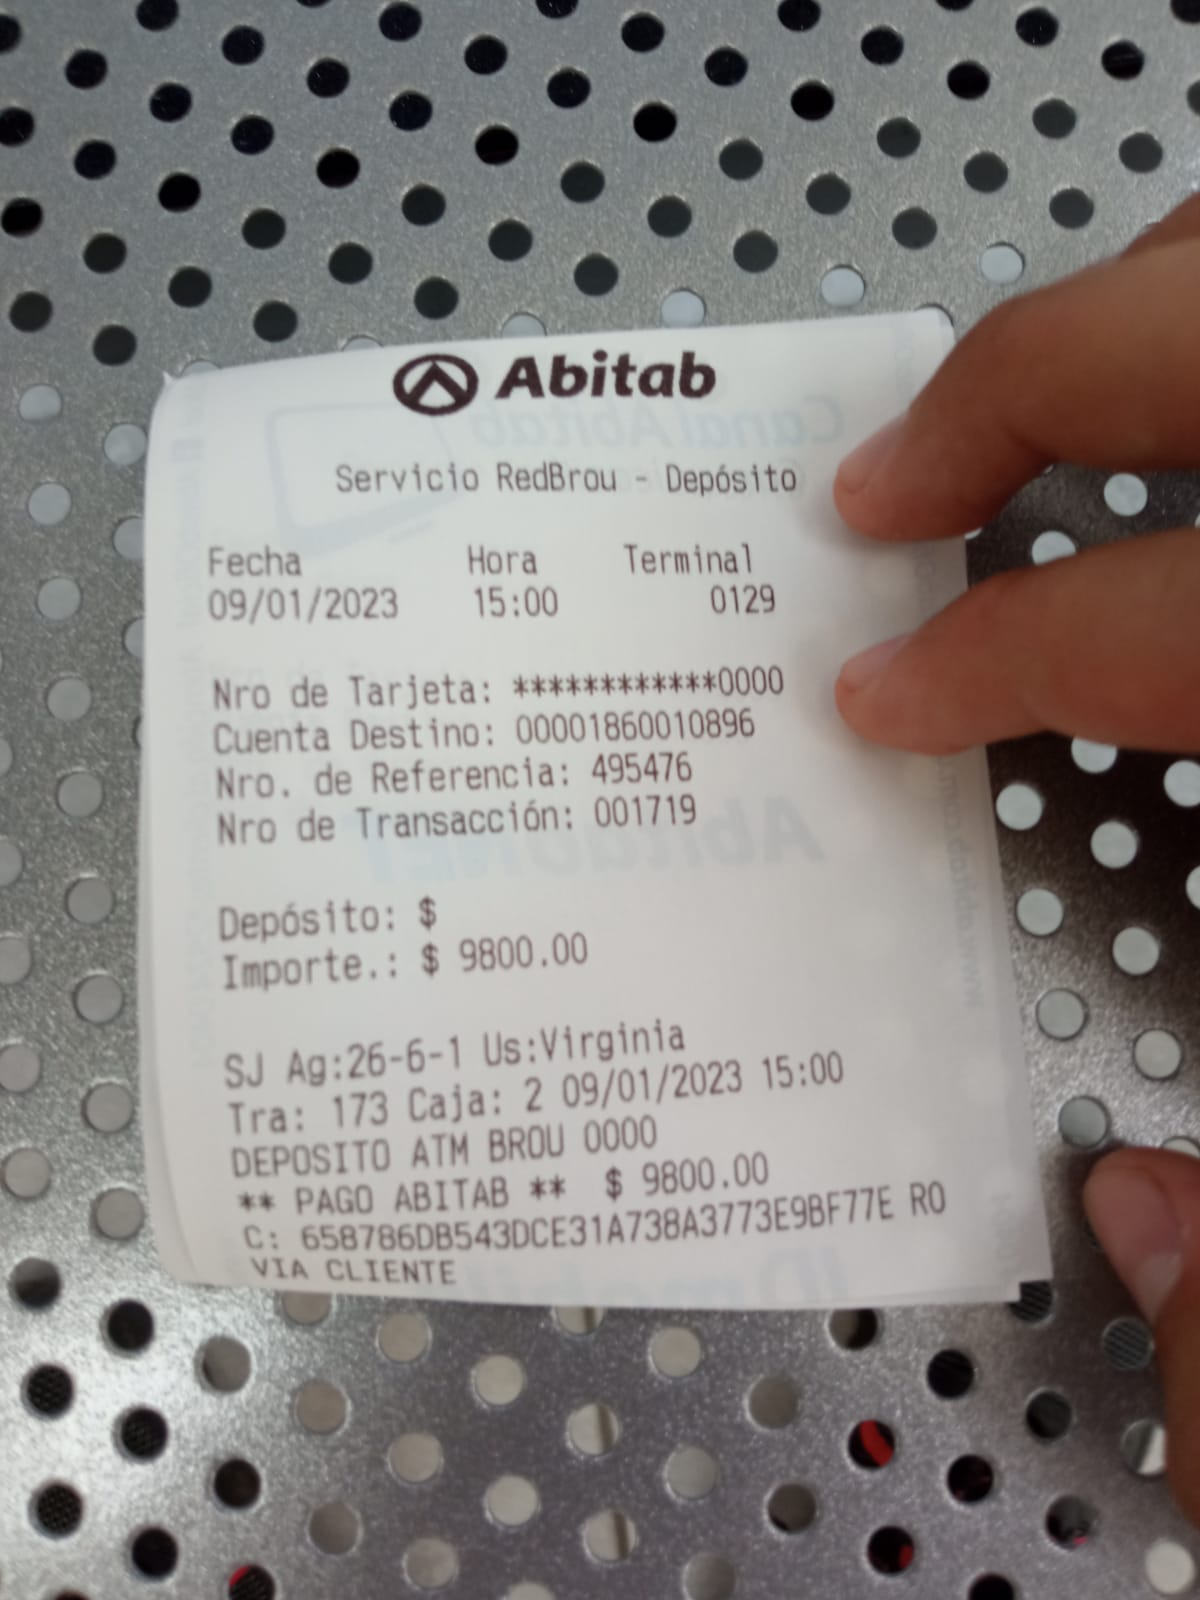 Abitab
Servicio RedBrou - Depósito
Fecha Hora Terminal
09/01/2023 15:00 0129
Nro de Tarjeta: ************0000
Cuenta Destino: 00001860010896
Nro. de Referencia: 495476
Nro de Transacción: 001719
Depósito: $
Importe.: $ 9800.00
SJ Ag:26-6-1 Us:Virginia
Tra: 173 Caja: 2 09/01/2023 15:00
DEPOSITO ATM BROU 0000
** PAGO ABITAB ** $ 9800.00
C: 658786DB543DCE31A738A3773E9BF77E RO
VIA CLIENTE